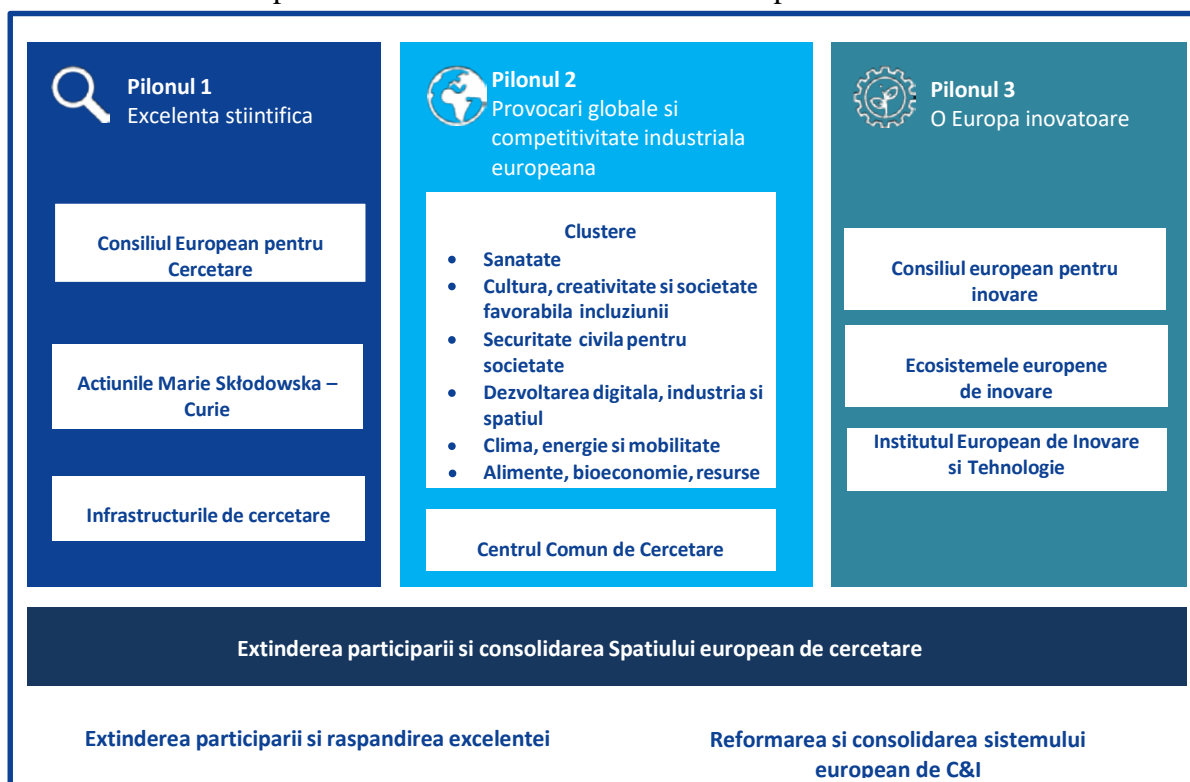 Pilonul 1
Excelenta stiintifica
Consiliul European pentru
Cercetare
Actiunile Marie Skłodowska –
Curie
Infrastructurile de cercetare
Pilonul 2
Provocari globale si
competitivitate industriala
europeana
Clustere
• Sanatate
• Cultura, creativitate si societate
favorabila incluziunii
• Securitate civila pentru
societate
• Dezvoltarea digitala, industria si
spatiul
• Clima, energie si mobilitate
• Alimente, bioeconomie, resurse
Centrul Comun de Cercetare
Pilonul 3
O Europa inovatoare
Consiliul european pentru
inovare
Ecosistemele europene
de inovare
Institutul European de Inovare
si Tehnologie
Extinderea participarii si consolidarea Spatiului european de cercetare
Extinderea participarii si raspandirea excelentei
Reformarea si consolidarea sistemului
european de C&I